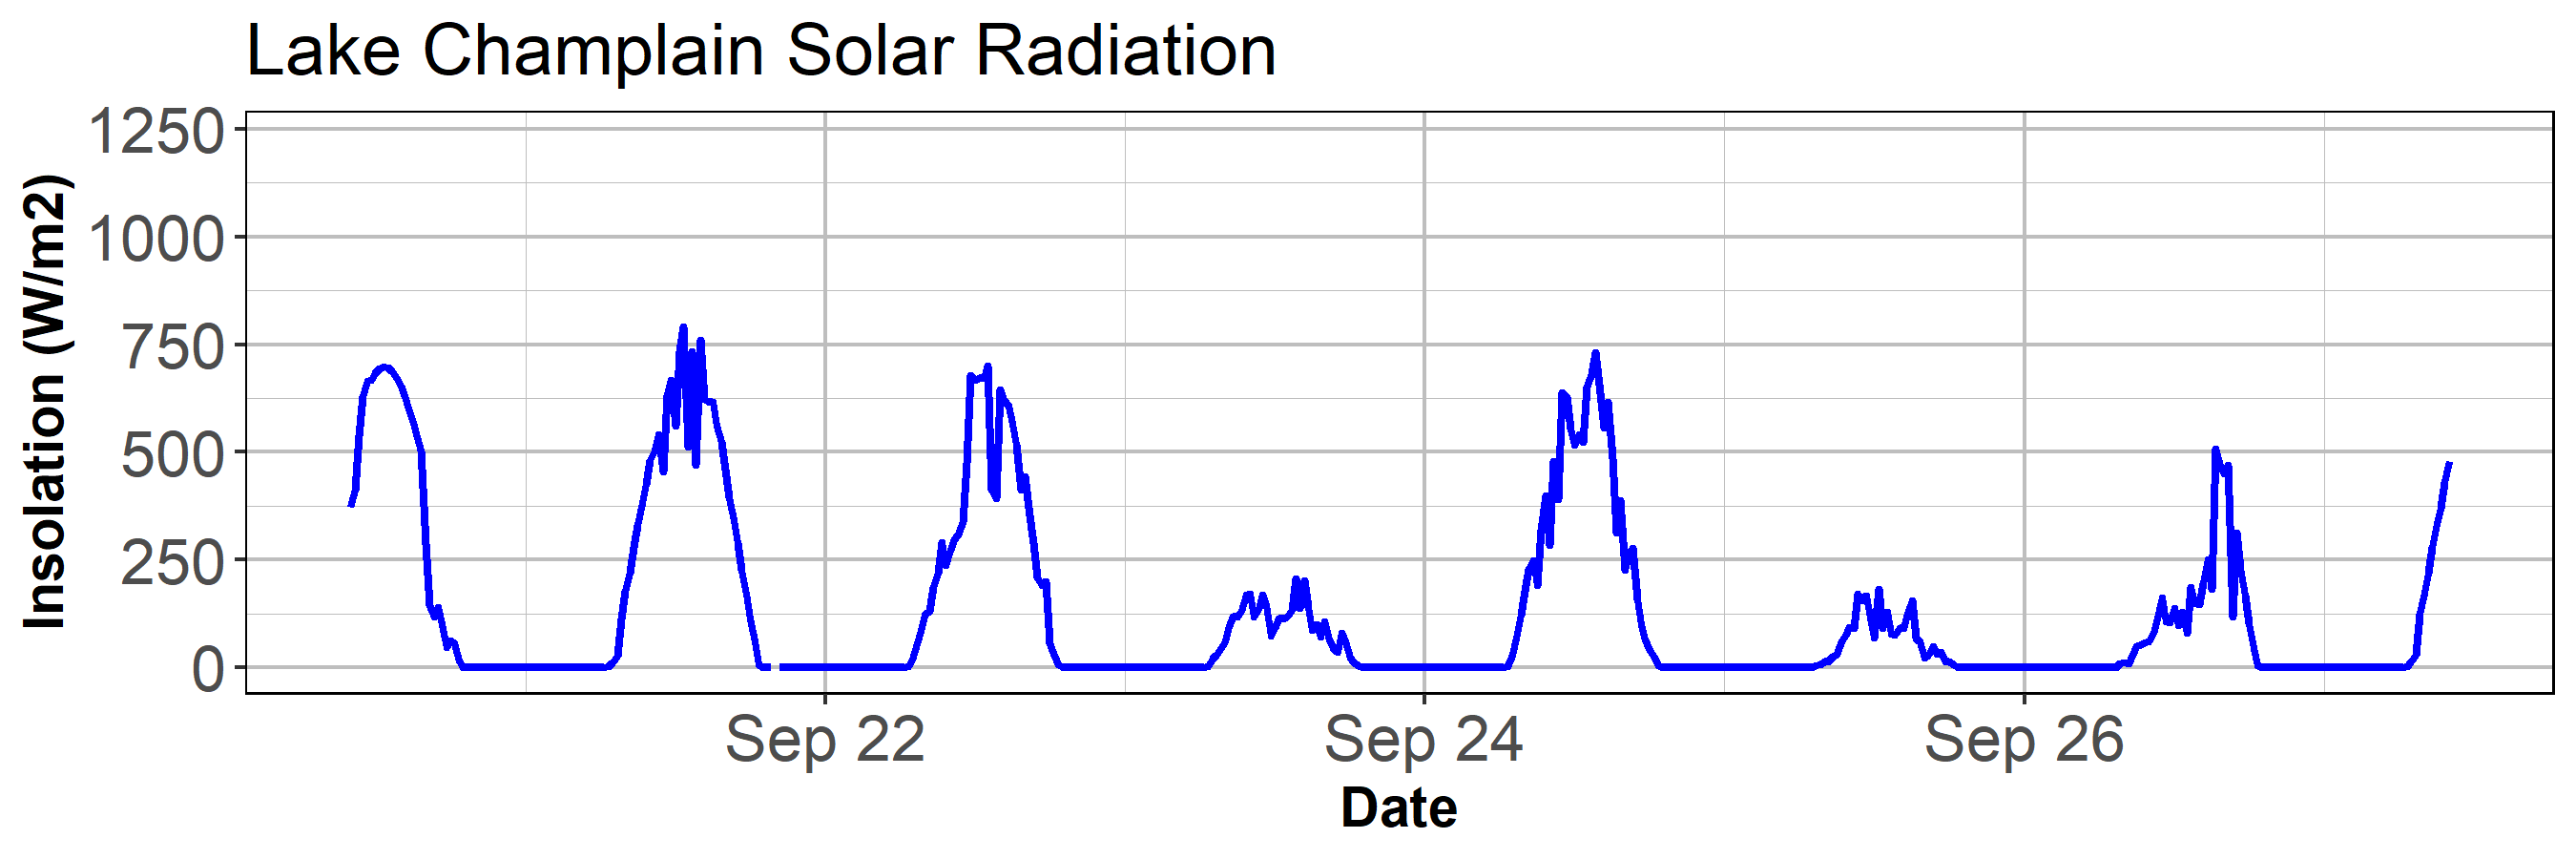 Lake Champlain Solar Radiation
Insolation (W/m2)
1250
1000
750
500
250
0
Sep 22
Sep 24
Sep 26
Date